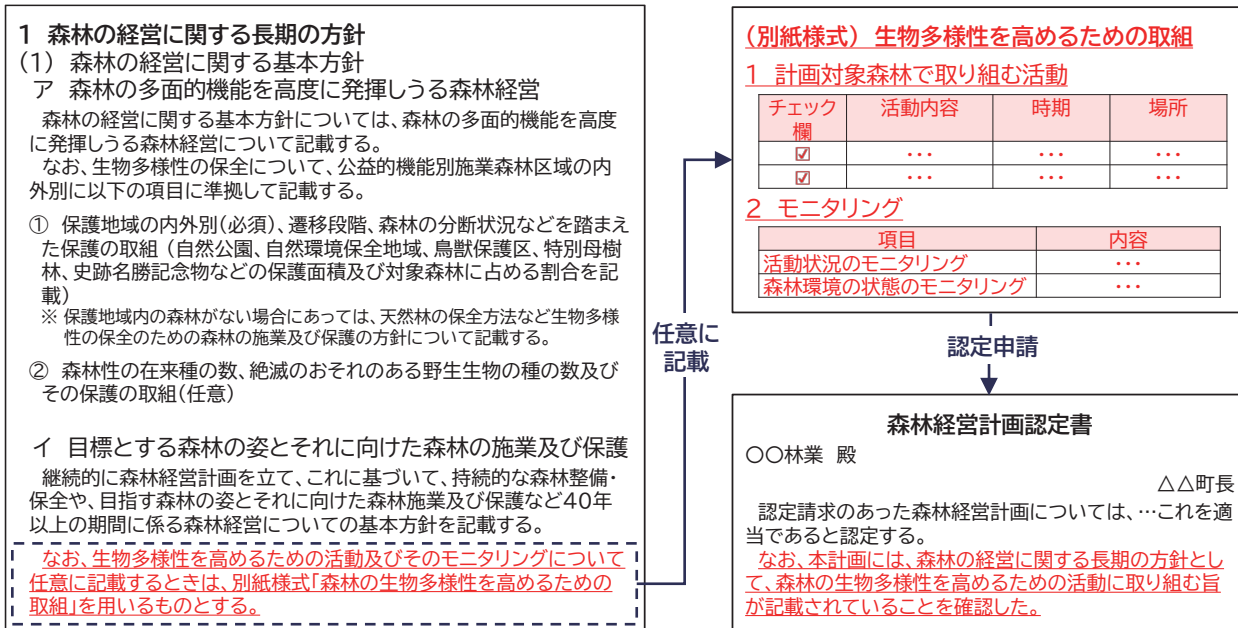 1 森林の経営に関する長期の方針
(1) 森林の経営に関する基本方針
ア 森林の多面的機能を高度に発揮しうる森林経営
森林の経営に関する基本方針については、森林の多面的機能を高度
に発揮しうる森林経営について記載する。
なお、生物多様性の保全について、公益的機能別施業森林区域の内
外別に以下の項目に準拠して記載する。
① 保護地域の内外別(必須)、遷移段階、森林の分断状況などを踏まえ
た保護の取組 (自然公園、自然環境保全地域、鳥獣保護区、特別母樹
林、史跡名勝記念物などの保護面積及び対象森林に占める割合を記
載)
※ 保護地域内の森林がない場合にあっては、天然林の保全方法など生物多様
性の保全のための森林の施業及び保護の方針について記載する。
② 森林性の在来種の数、絶滅のおそれのある野生生物の種の数及び
その保護の取組(任意)
イ 目標とする森林の姿とそれに向けた森林の施業及び保護
継続的に森林経営計画を立て、これに基づいて、持続的な森林整備・
保全や、目指す森林の姿とそれに向けた森林施業及び保護など40年
以上の期間に係る森林経営についての基本方針を記載する。
なお、生物多様性を高めるための活動及びそのモニタリングについて
任意に記載するときは、別紙様式「森林の生物多様性を高めるための
取組」を用いるものとする。
任意に
記載
(別紙様式) 生物多様性を高めるための取組
1 計画対象森林で取り組む活動
チェック
欄 活動内容 時期 場所
☑ ・・・ ・・・ ・・・
☑ ・・・ ・・・ ・・・
2 モニタリング
項目 内容
活動状況のモニタリング ・・・
森林環境の状態のモニタリング ・・・
認定申請
森林経営計画認定書
〇〇林業 殿
△△町長
認定請求のあった森林経営計画については、…これを適
当であると認定する。
なお、本計画には、森林の経営に関する長期の方針とし
て、森林の生物多様性を高めるための活動に取り組む旨
が記載されていることを確認した。